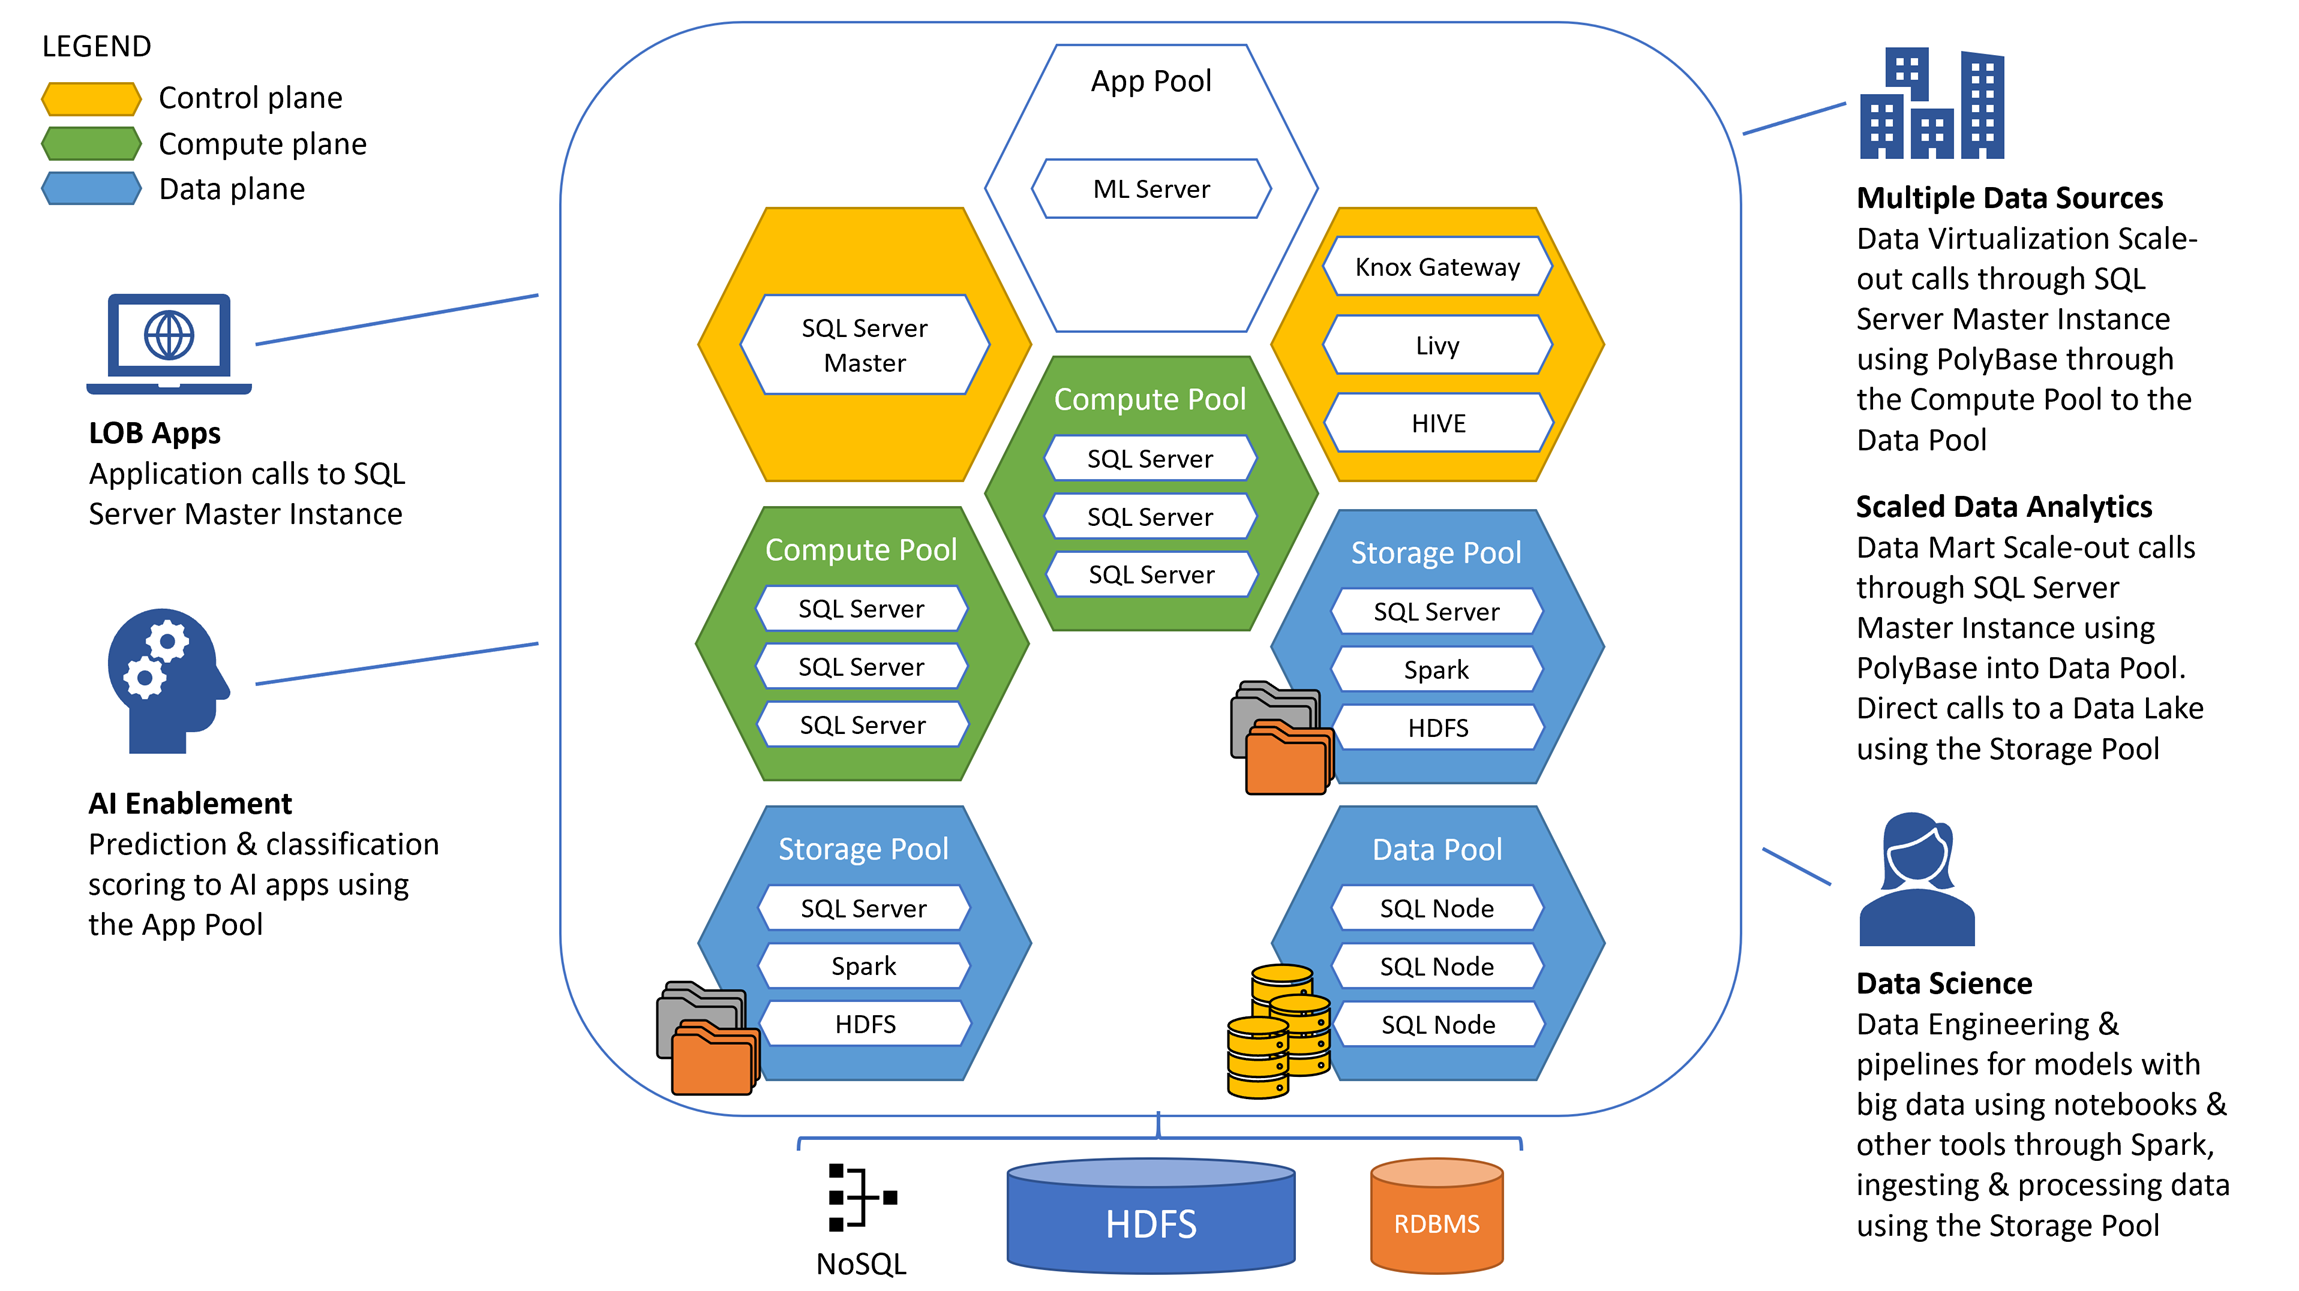 LEGEND
Control plane
Compute plane
Data plane
LOB Apps
Application calls to SQL
Server Master Instance
AI Enablement
Prediction & classification
scoring to AI apps using
the App Pool
App Pool
ML Server
SQL Server
Master
Knox Gateway
Livy
HIVE
Compute Pool
SQL Server
SQL Server
SQL Server
Compute Pool
SQL Server
SQL Server
SQL Server
Storage Pool
SQL Server
Spark
HDFS
Storage Pool
SQL Server
Spark
HDFS
Data Pool
SQL Node
SQL Node
SQL Node
NoSQL
HDFS
RDBMS
Multiple Data Sources
Data Virtualization Scale-
out calls through SQL
Server Master Instance
using PolyBase through
the Compute Pool to the
Data Pool
Scaled Data Analytics
Data Mart Scale-out calls
through SQL Server
Master Instance using
PolyBase into Data Pool.
Direct calls to a Data Lake
using the Storage Pool
Data Science
Data Engineering &
pipelines for models with
big data using notebooks &
other tools through Spark,
ingesting & processing data
using the Storage Pool